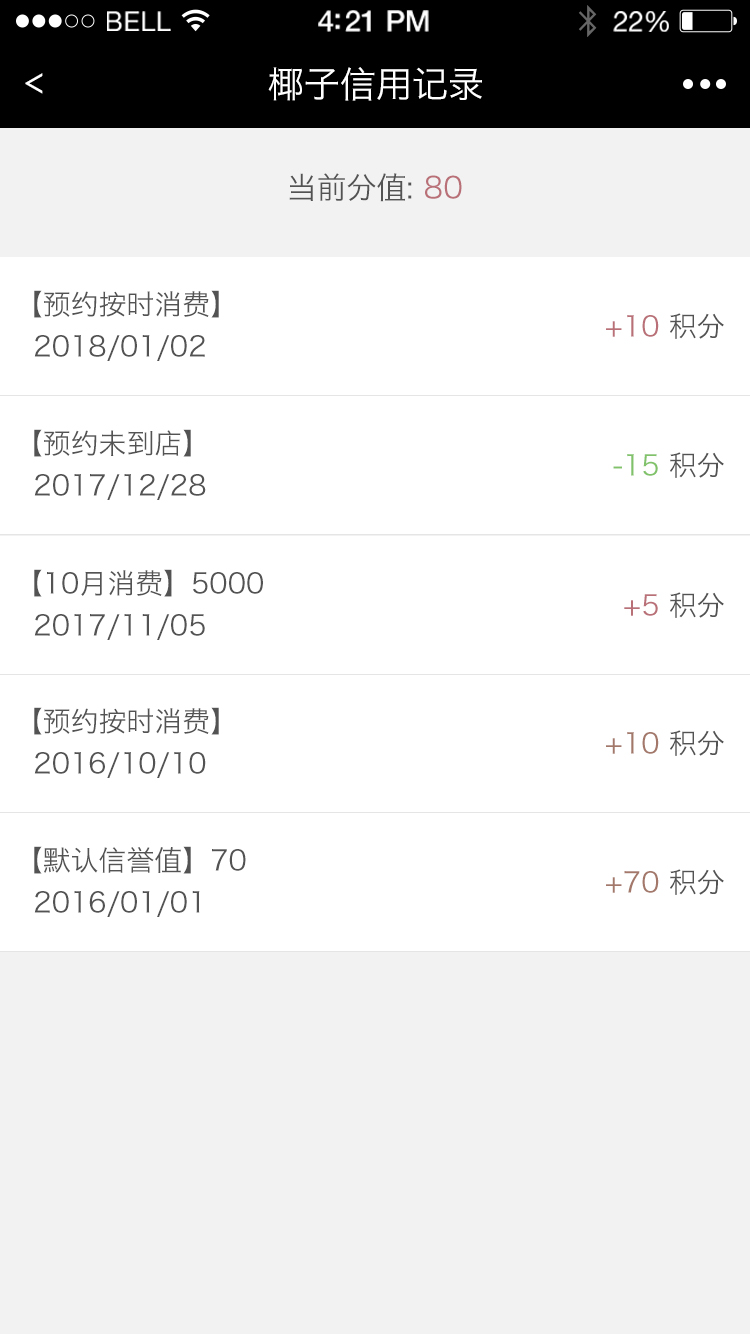 BELL 4:21 PM 22%
< 椰子信用记录
当前分值: 80
【预约按时消费】
2018/01/02
+10 积分
【预约未到店】
2017/12/28
-15 积分
【10月消费】5000
2017/11/05
+5 积分
【预约按时消费】
2016/10/10
+10 积分
【默认信誉值】70
2016/01/01
+70 积分